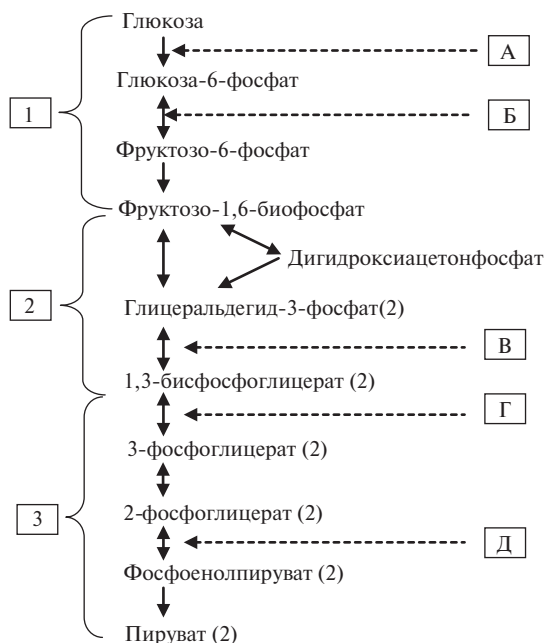 Глюкоза
А
Глюкоза-6-фосфат
1
Б
Фруктозо-6-фосфат
Фруктозо-1,6-биофосфат
Дигидроксиацетонфосфат
2
Глицеральдегид-3-фосфат(2)
В
1,3-бисфосфоглицерат (2)
Г
3-фосфоглицерат (2)
3
2-фосфоглицерат (2)
Д
Фосфоенолпируват (2)
Пируват (2)